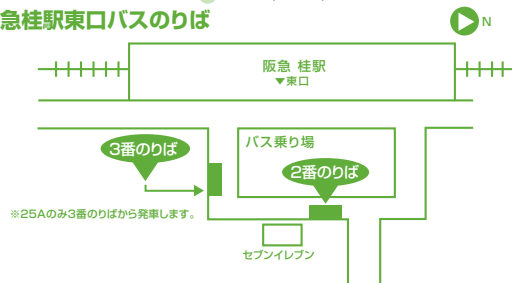 急桂駅東口バスのりば
N
阪急 桂駅
▼東口
バス乗り場
3番のりば
2番のりば
※25Aのみ3番のりばから発車します。
セブンイレブン